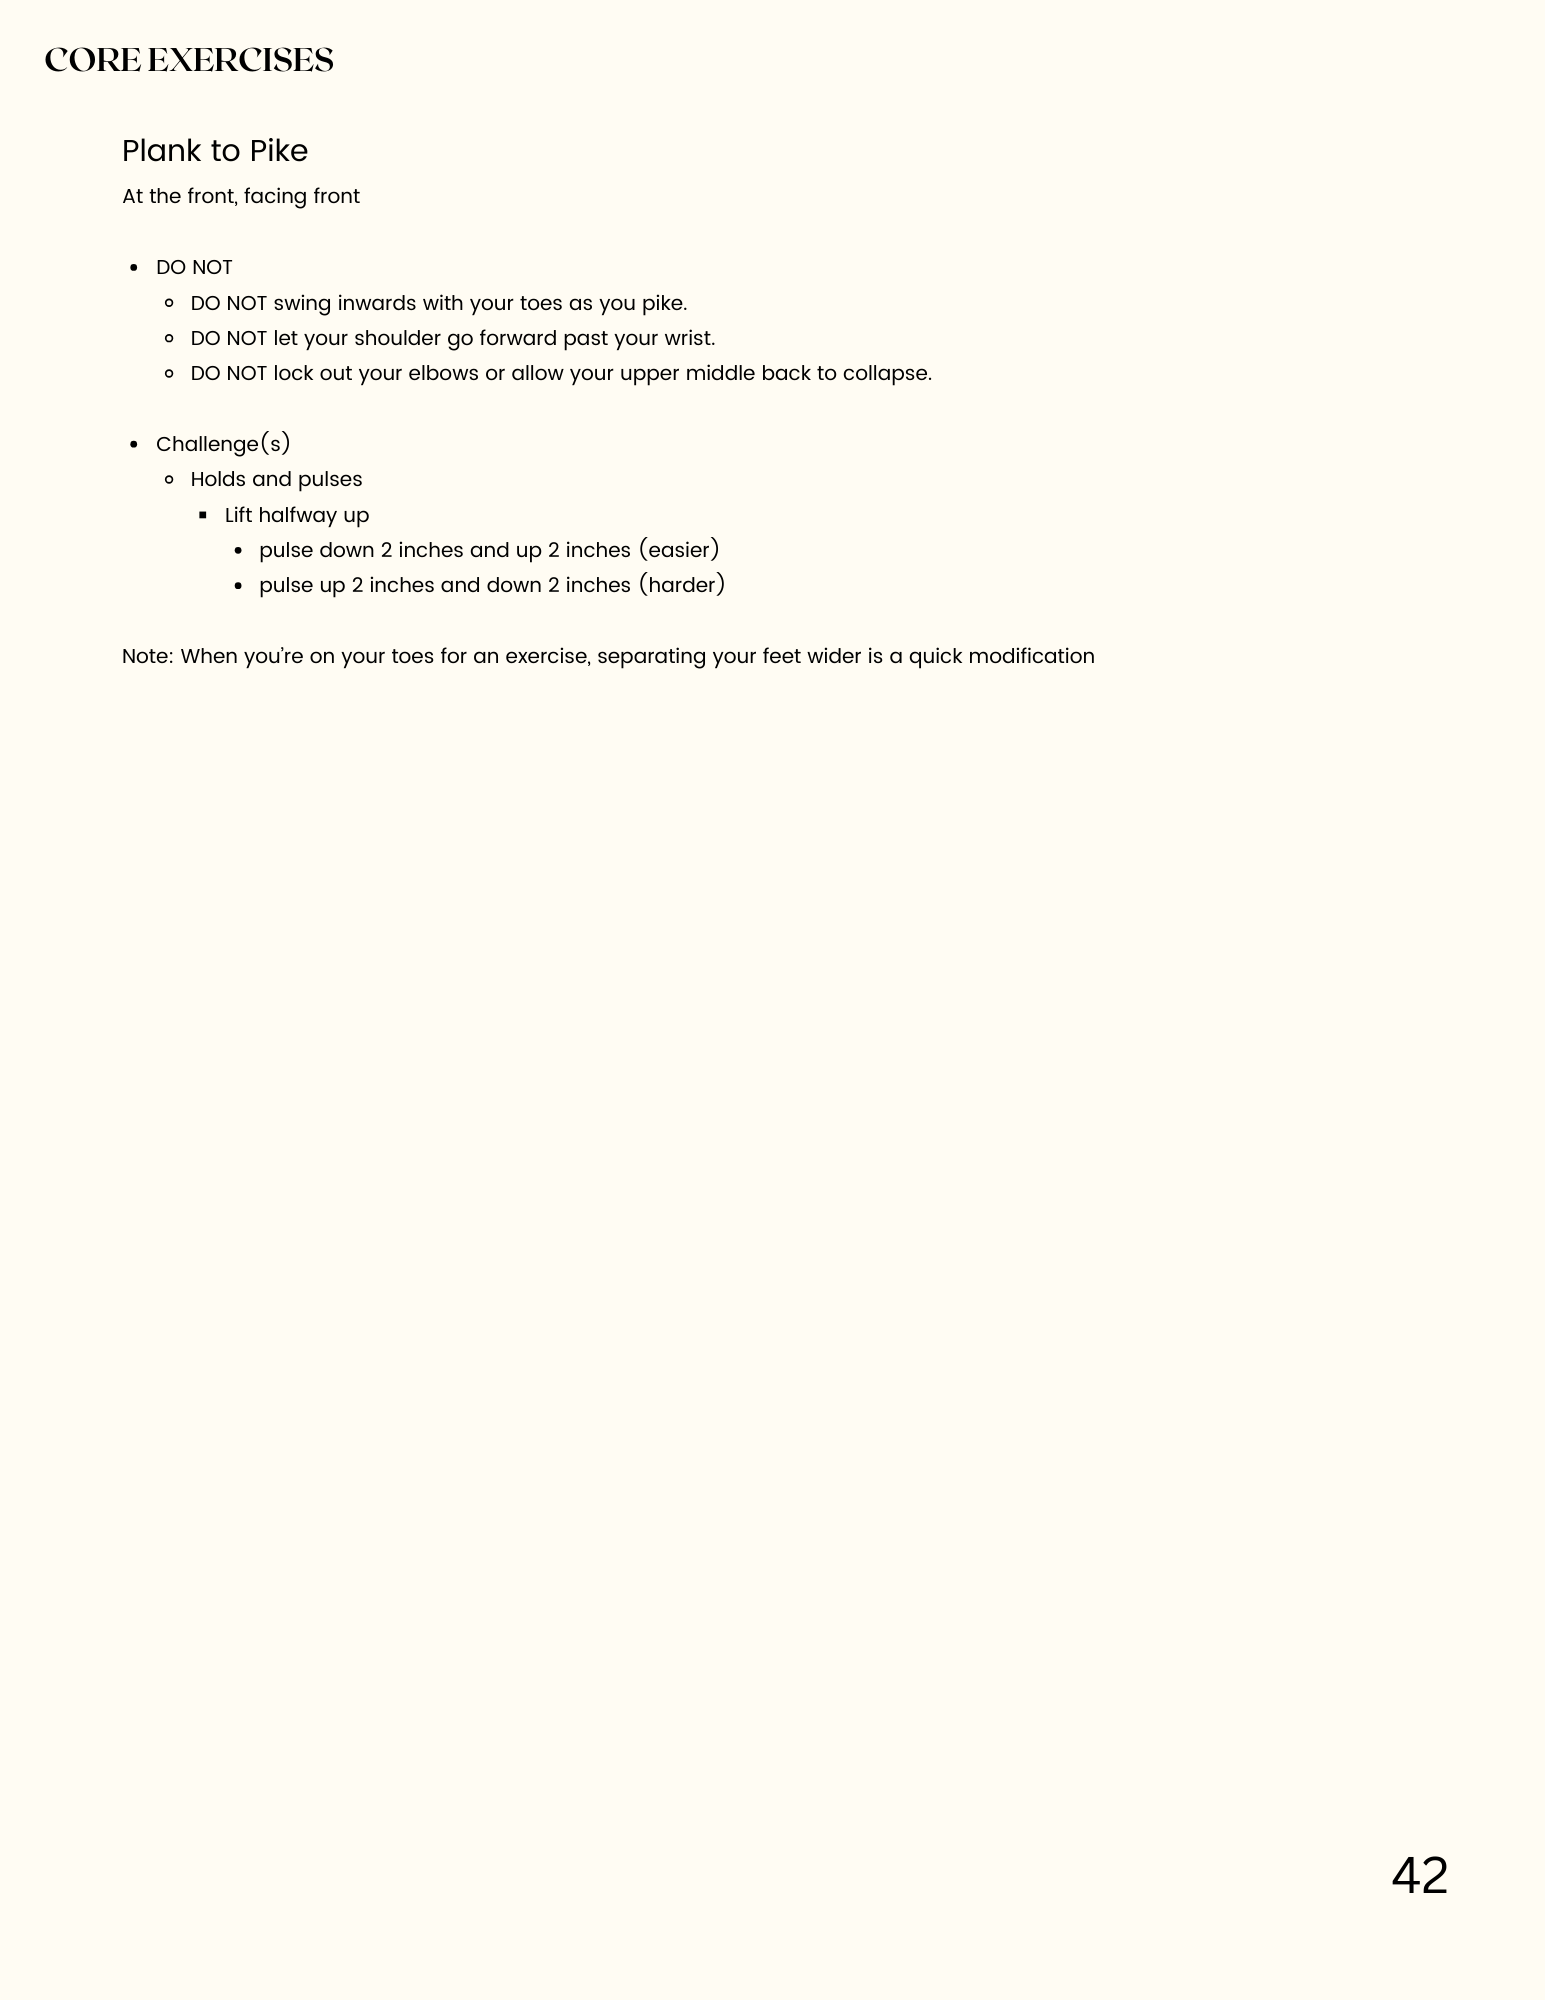 CORE EXERCISES
Plank to Pike
At the front, facing front
• DO NOT
◦ DO NOT swing inwards with your toes as you pike.
◦ DO NOT let your shoulder go forward past your wrist.
◦ DO NOT lock out your elbows or allow your upper middle back to collapse.
• Challenge(s)
◦ Holds and pulses
▪ Lift halfway up
• pulse down 2 inches and up 2 inches (easier)
• pulse up 2 inches and down 2 inches (harder)
Note: When you're on your toes for an exercise, separating your feet wider is a quick modification
42